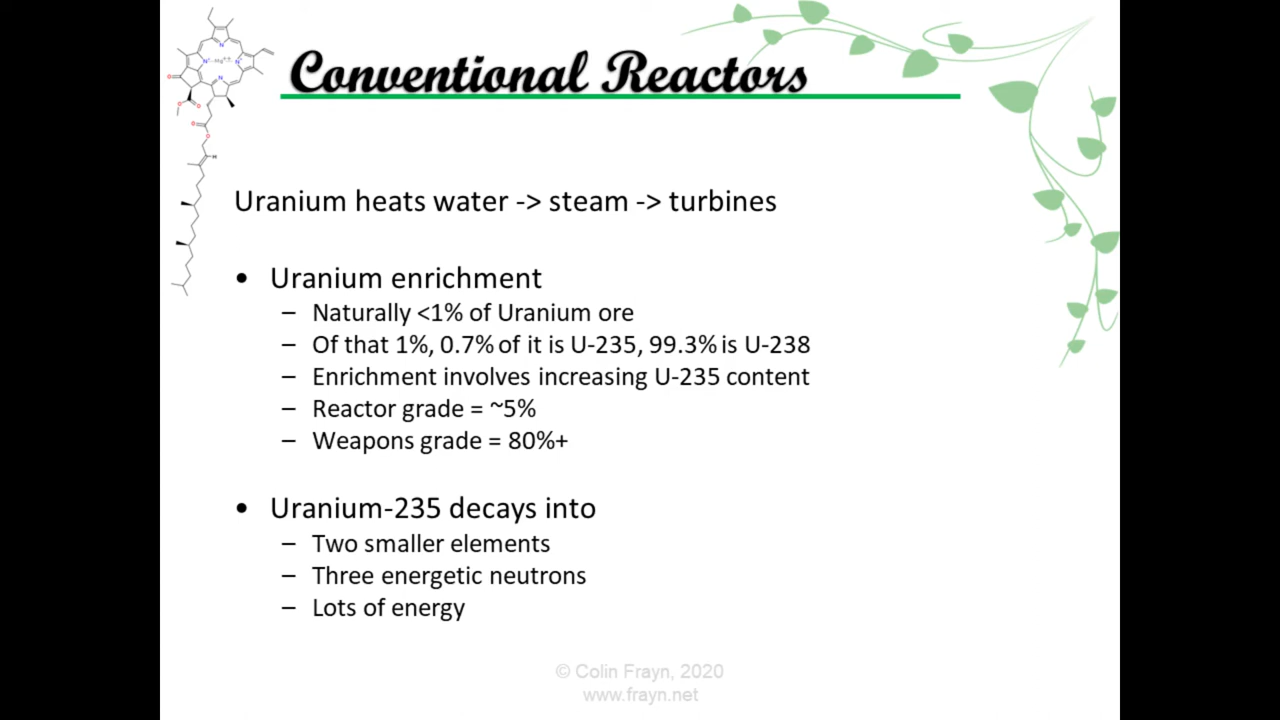 Conventional Reactors
Uranium heats water -> steam -> turbines
• Uranium enrichment
– Naturally <1% of Uranium ore
– Of that 1%, 0.7% of it is U-235, 99.3% is U-238
– Enrichment involves increasing U-235 content
– Reactor grade = ~5%
– Weapons grade = 80%+
• Uranium-235 decays into
– Two smaller elements
– Three energetic neutrons
– Lots of energy
© Colin Frayn, 2020
www.frayn.net